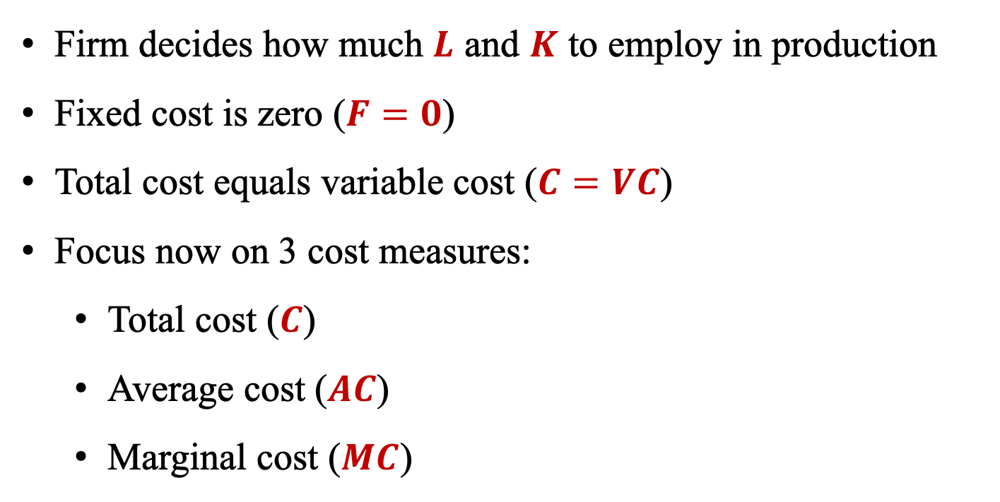 • Firm decides how much L and K to employ in production
• Fixed cost is zero (F = 0)
• Total cost equals variable cost (C = VC)
• Focus now on 3 cost measures:
• Total cost (C)
• Average cost (AC)
• Marginal cost (MC)